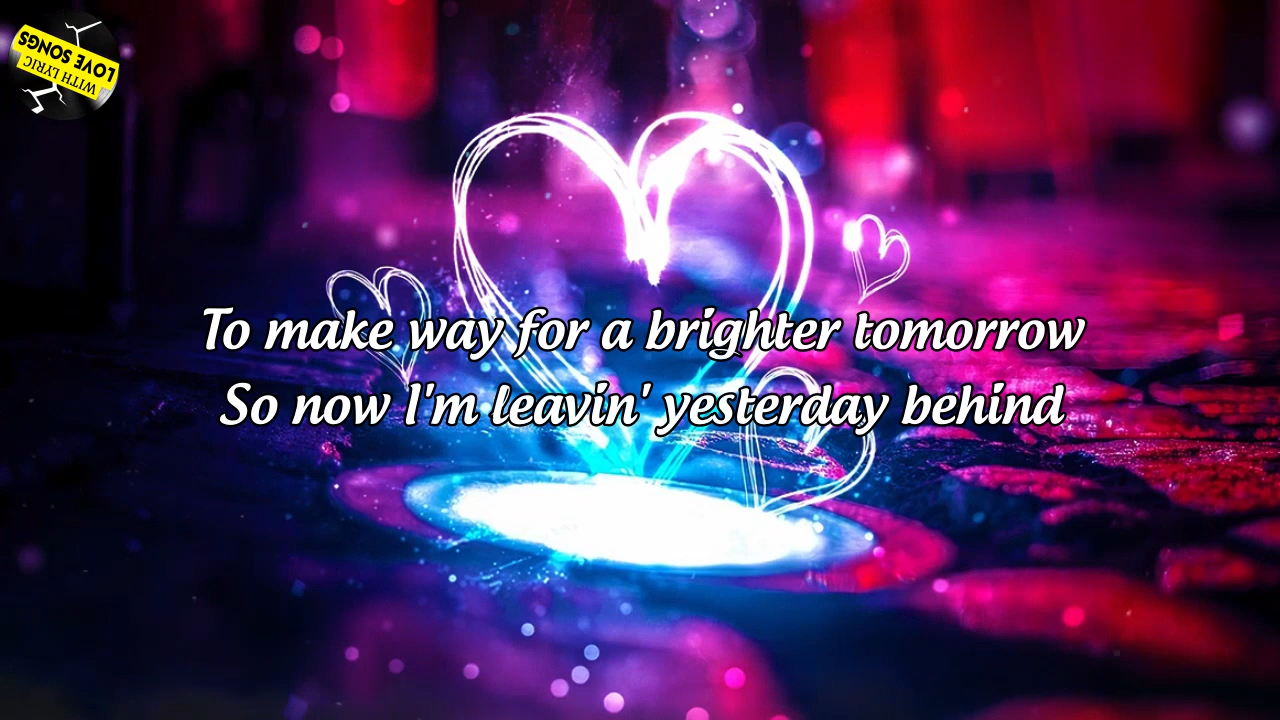 LOVE SONGS
WITH LYRIC
To make way for a brighter tomorrow
So now I'm leavin' yesterday behind